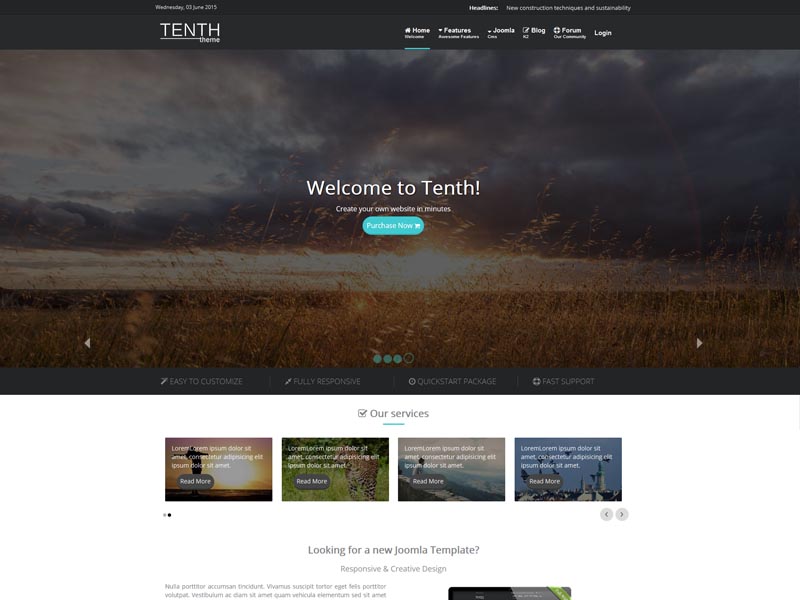 Wednesday, 03 June 2015
Headlines: New construction techniques and sustainability
TENTH
theme
Home Features Joomla Blog Forum Login
Welcome Awesome Features Cms K2 Our Community
Welcome to Tenth!
Create your own website in minutes
Purchase Now
EASY TO CUSTOMIZE FULLY RESPONSIVE QUICKSTART PACKAGE FAST SUPPORT
Our services
LoremLorem ipsum dolor sit
amet, consectetur adipisicing elit
ipsum dolor sit amet.
Read More
LoremLorem ipsum dolor sit
amet, consectetur adipisicing elit
ipsum dolor sit amet.
Read More
LoremLorem ipsum dolor sit
amet, consectetur adipisicing elit
ipsum dolor sit amet.
Read More
LoremLorem ipsum dolor sit
amet, consectetur adipisicing elit
ipsum dolor sit amet.
Read More
Looking for a new Joomla Template?
Responsive & Creative Design
Nulla porttitor accumsan tincidunt. Vivamus suscipit tortor eget felis porttitor
volutpat. Vestibulum ac diam sit amet quam vehicula elementum sed sit amet